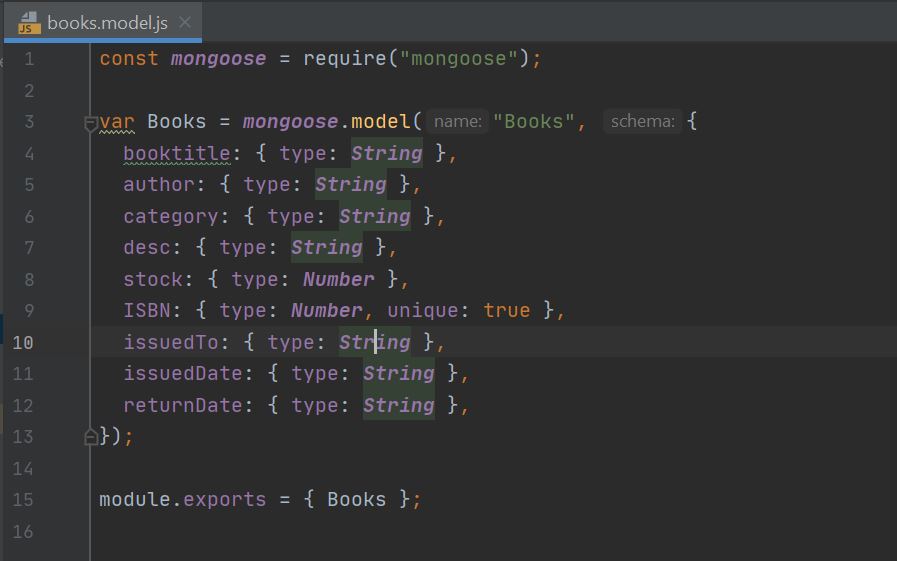 JS books.model.js ×
1 const mongoose = require("mongoose");
2
3 var Books = mongoose.model( name: "Books", schema: {
4 booktitle: { type: String },
5 author: { type: String },
6 category: { type: String },
7 desc: { type: String },
8 stock: { type: Number },
9 ISBN: { type: Number, unique: true },
10 issuedTo: { type: String },
11 issuedDate: { type: String },
12 returnDate: { type: String },
13 });
14
15 module.exports = { Books };
16